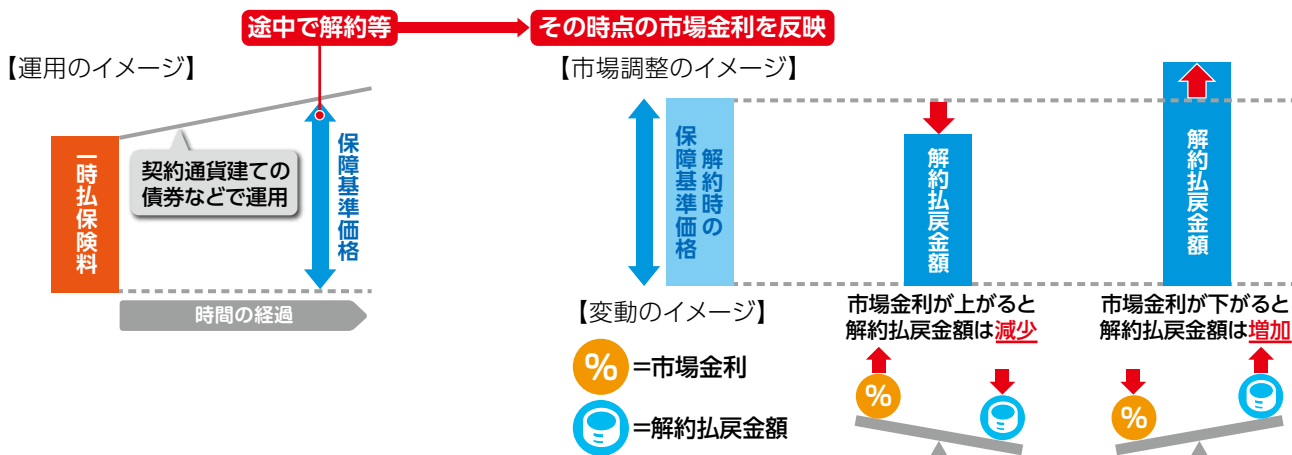 途中で解約等
その時点の市場金利を反映
【運用のイメージ】
一時払保険料
契約通貨建ての
債券などで運用
保障基準価格
時間の経過
【市場調整のイメージ】
解約時の
保障基準価格
解約払戻金額
解約払戻金額
【変動のイメージ】
%
=市場金利
=解約払戻金額
市場金利が上がると
解約払戻金額は減少
%
市場金利が下がると
解約払戻金額は増加
%